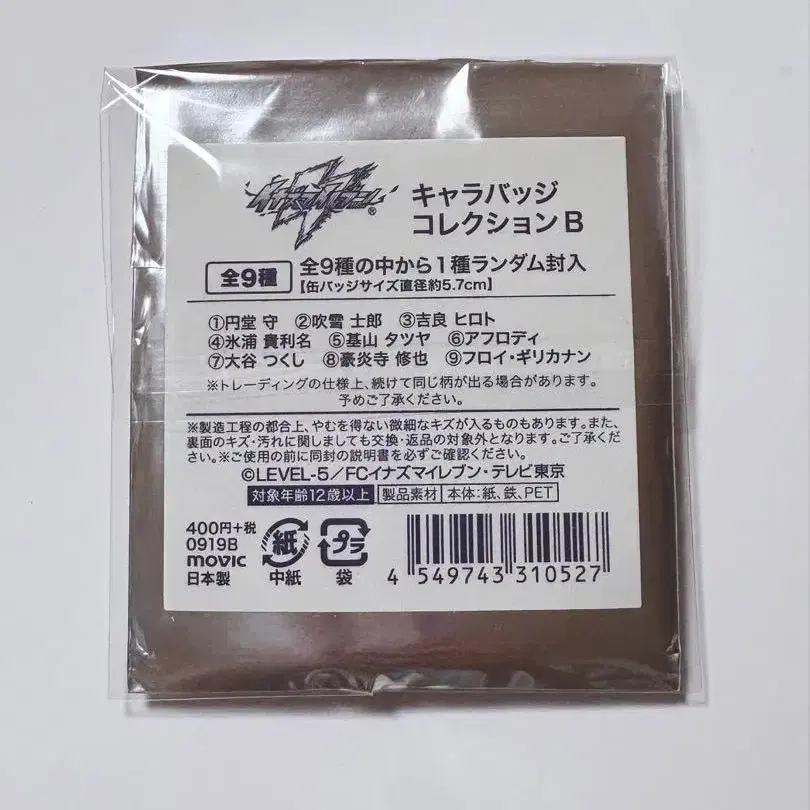 イナズマイレブン®
キャラバッジ
コレクション B
全9種
全9種の中から1種ランダム封入
【缶バッジサイズ直径約5.7cm】
①円堂 守 ②吹雪 士郎 ③吉良 ヒロト
④氷浦 貴利名 ⑤基山 タツヤ ⑥アフロディ
⑦大谷 つくし ⑧豪炎寺 修也 ⑨フロイ・ギリカナン
※トレーディングの仕様上、続けて同じ柄が出る場合があります。
予めご了承ください。
※製造工程の都合上、やむを得ない微細なキズが入るものもあります。また、
裏面のキズ・汚れに関しましても交換・返品の対象外となります。ご了承くだ
さい。※ご使用の前に同封の説明書を必ずご確認ください。
©LEVEL-5/FCイナズマイレブン・テレビ東京
対象年齢12歳以上 製品素材 本体:紙、鉄、PET
400円+税
0919B
movic
日本製
紙
中紙
プラ
袋
4 549743 310527